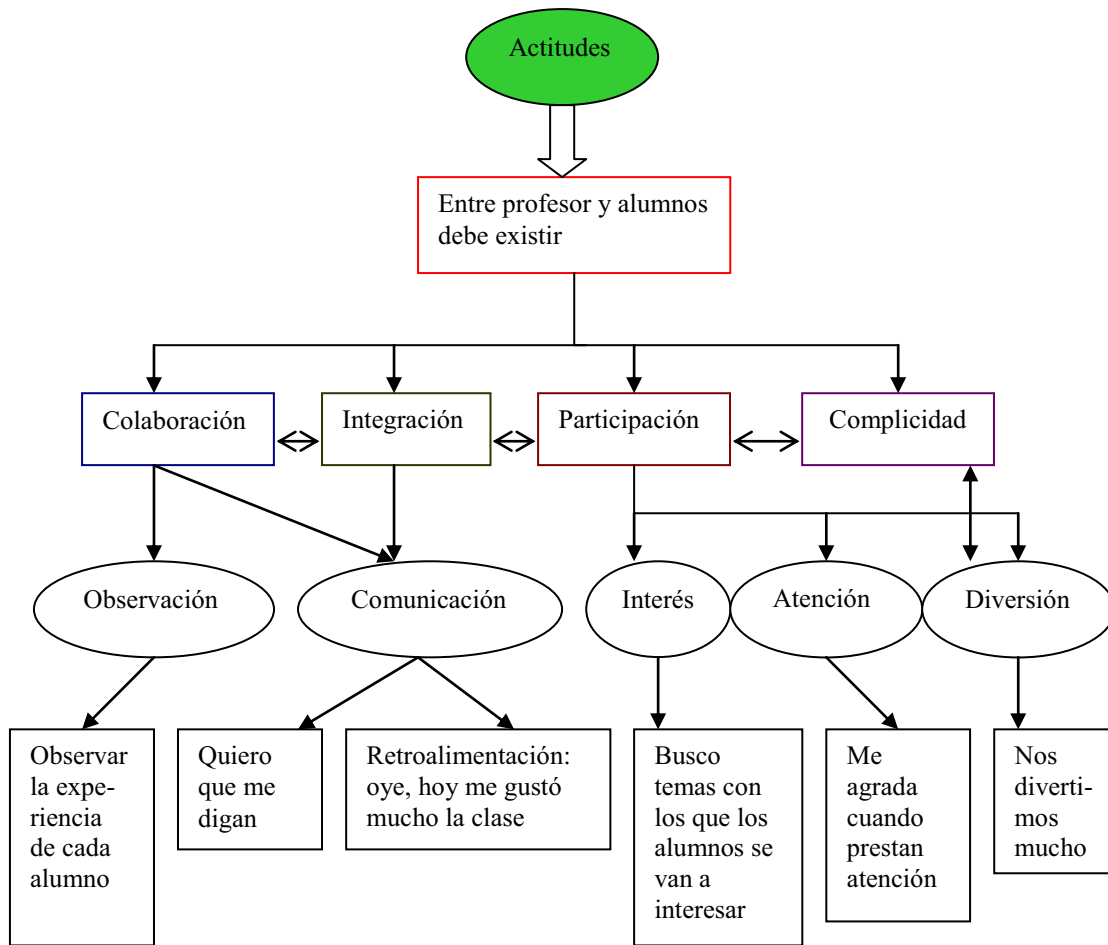 Actitudes
Entre profesor y alumnos
debe existir
Colaboración
Integración
Participación
Complicidad
Observación
Comunicación
Interés
Atención
Diversión
Observar
la expe-
riencia
de cada
alumno
Quiero
que me
digan
Retroalimentación:
oye, hoy me gustó
mucho la clase
Busco
temas con
los que los
alumnos se
van a
interesar
Me
agrada
cuando
prestan
atención
Nos
diverti-
mos
mucho